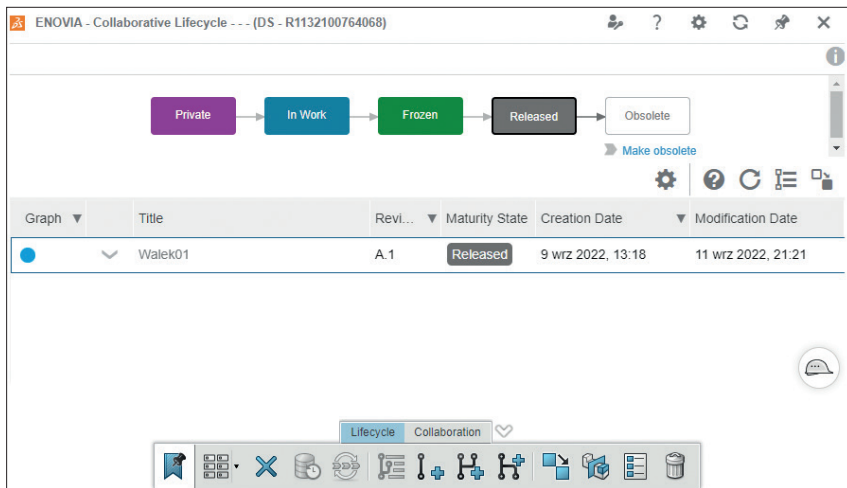 ENOVIA - Collaborative Lifecycle - - - (DS - R1132100764068)
Private In Work Frozen Released Obsolete
Make obsolete
Graph Title Revi... Maturity State Creation Date Modification Date
Walek01 A.1 Released 9 wrz 2022, 13:18 11 wrz 2022, 21:21
Lifecycle Collaboration